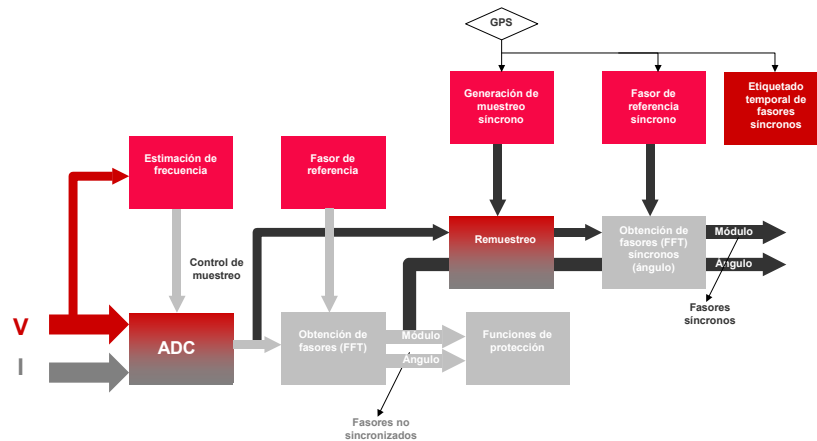 GPS
Generación de
muestreo
síncrono
Fasor de
referencia
síncrono
Etiquetado
temporal de
fasores
síncronos
Estimación de
frecuencia
Fasor de
referencia
Remuestreo
Obtención de
fasores (FFT)
síncronos
(ángulo)
Módulo
Ángulo
Control de
muestreo
Fasores
síncronos
V
I
ADC
Obtención de
fasores (FFT)
Módulo
Ángulo
Funciones de
protección
Fasores no
sincronizados